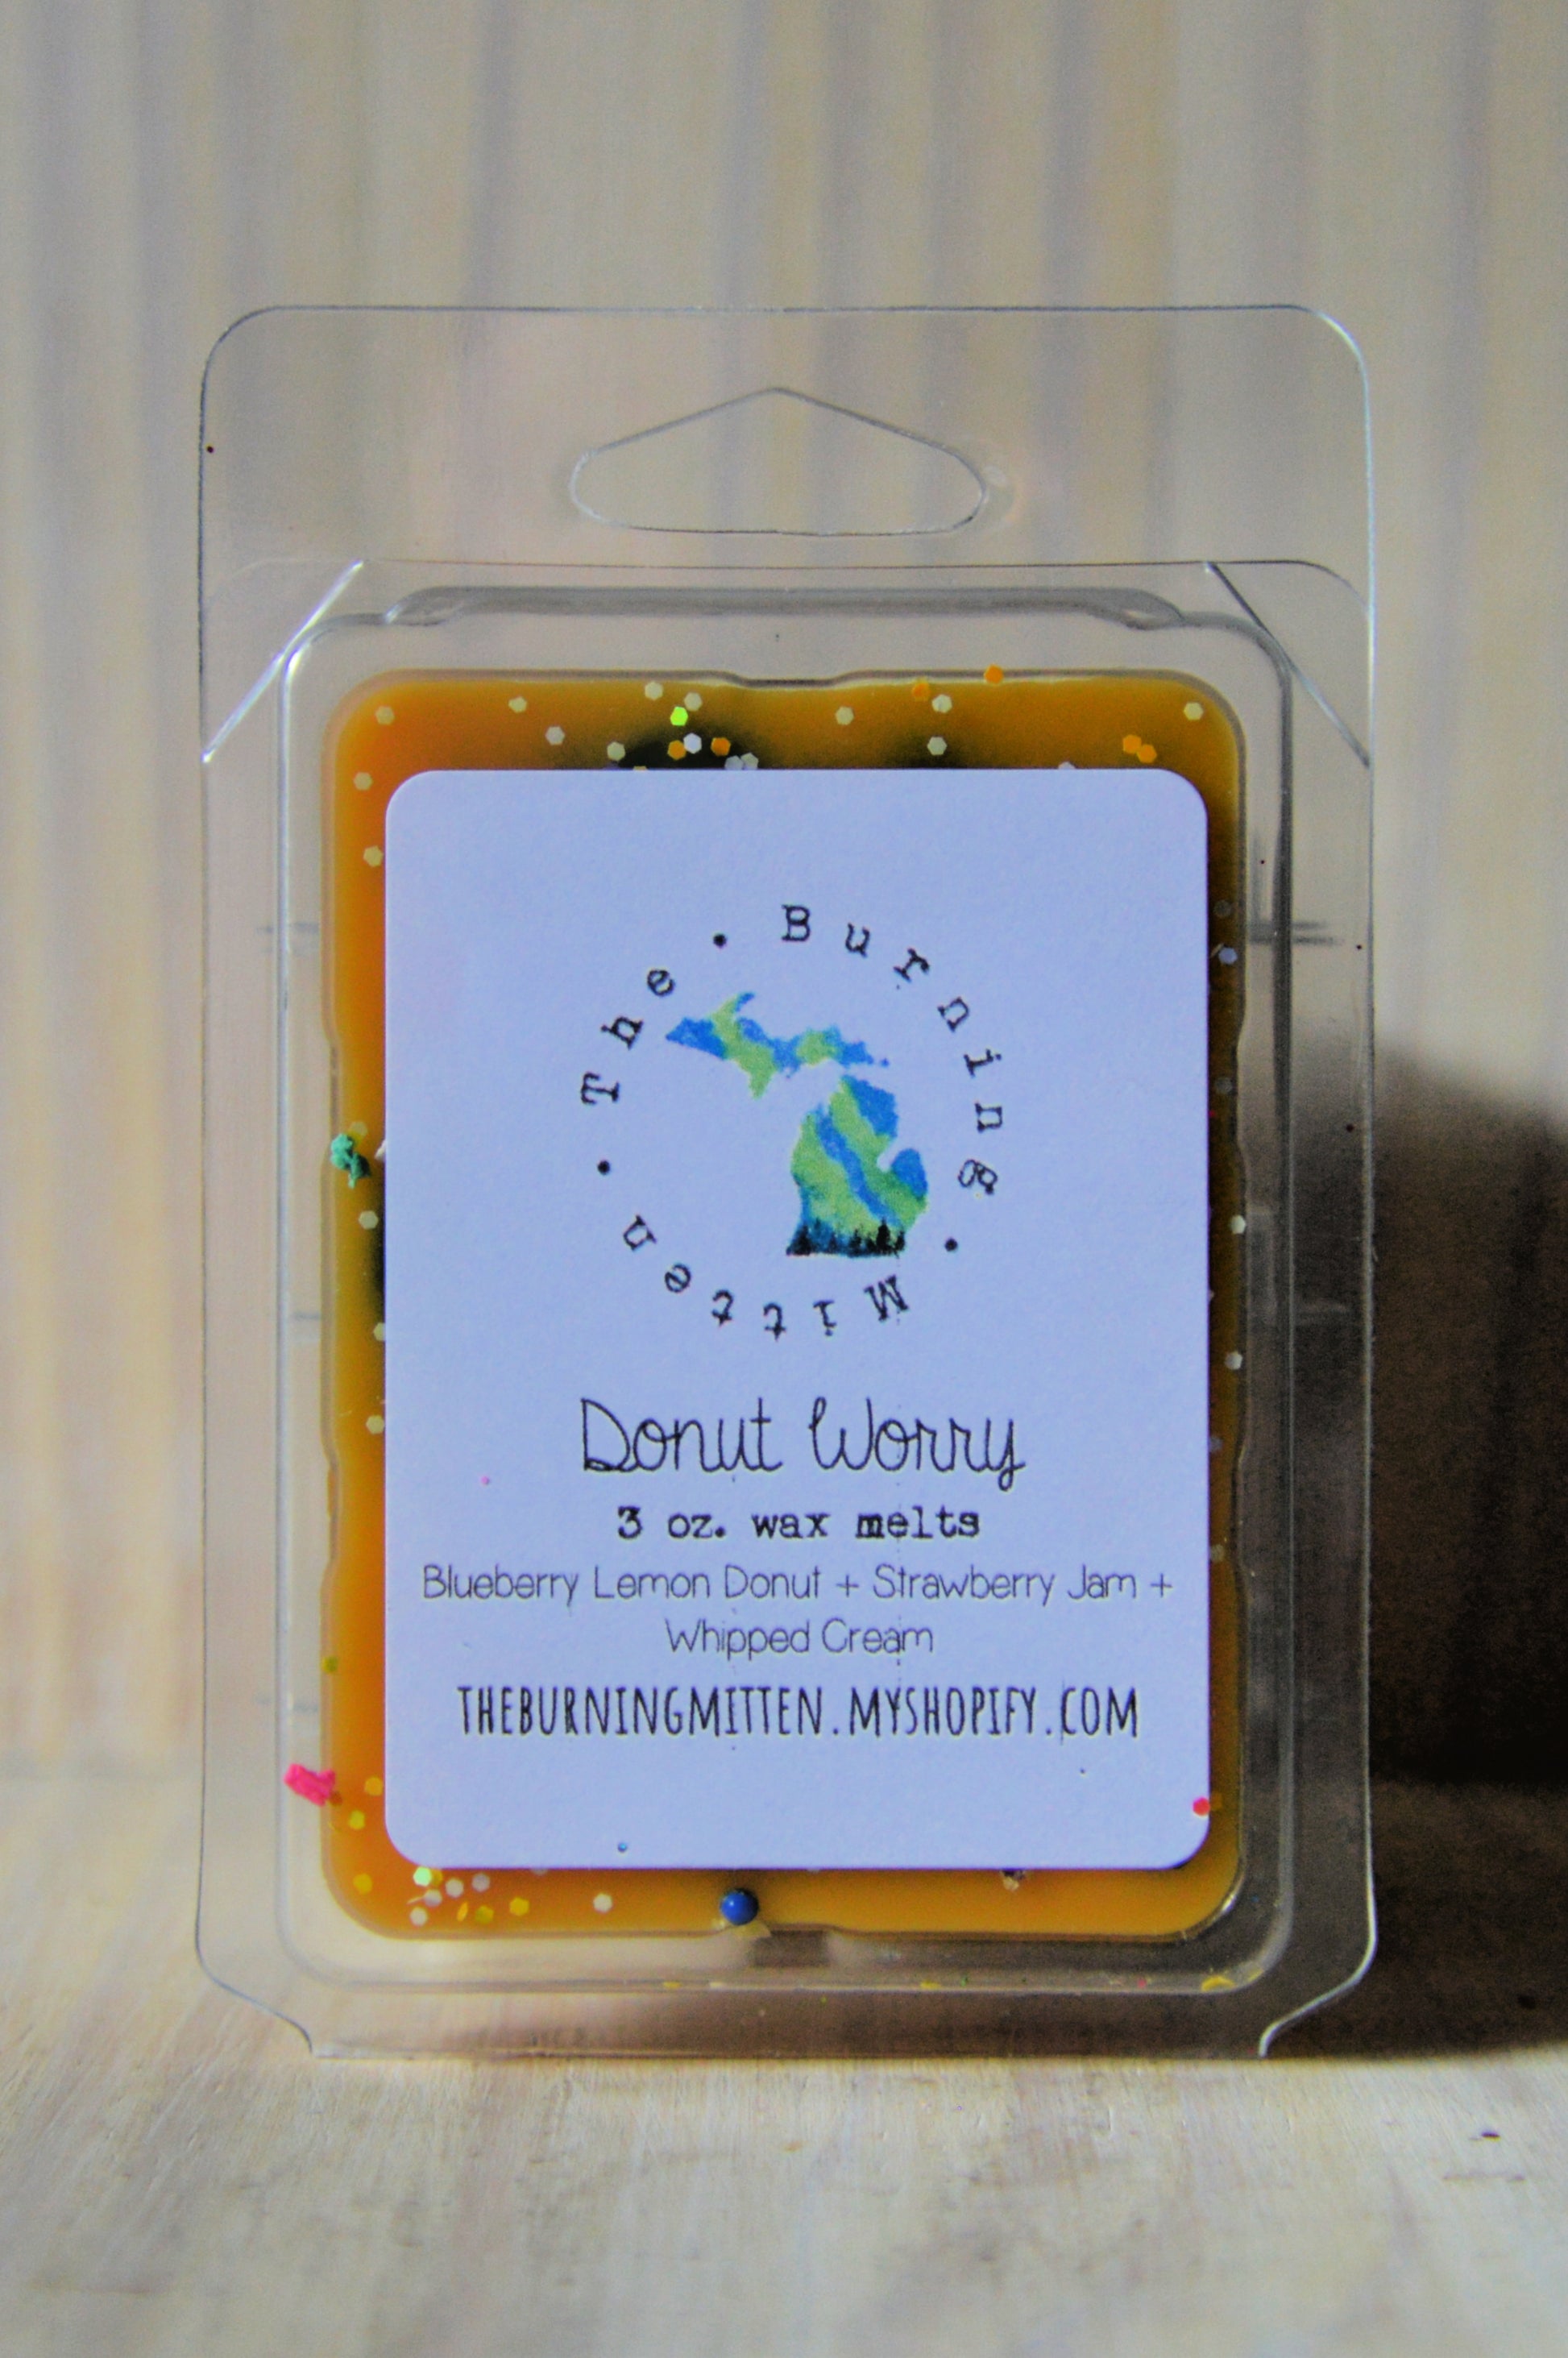 The • Burning • Mitten •
Donut Worry
3 oz. wax melts
Blueberry Lemon Donut + Strawberry Jam +
Whipped Cream
THEBURNINGMITTEN.MYSHOPIFY.COM